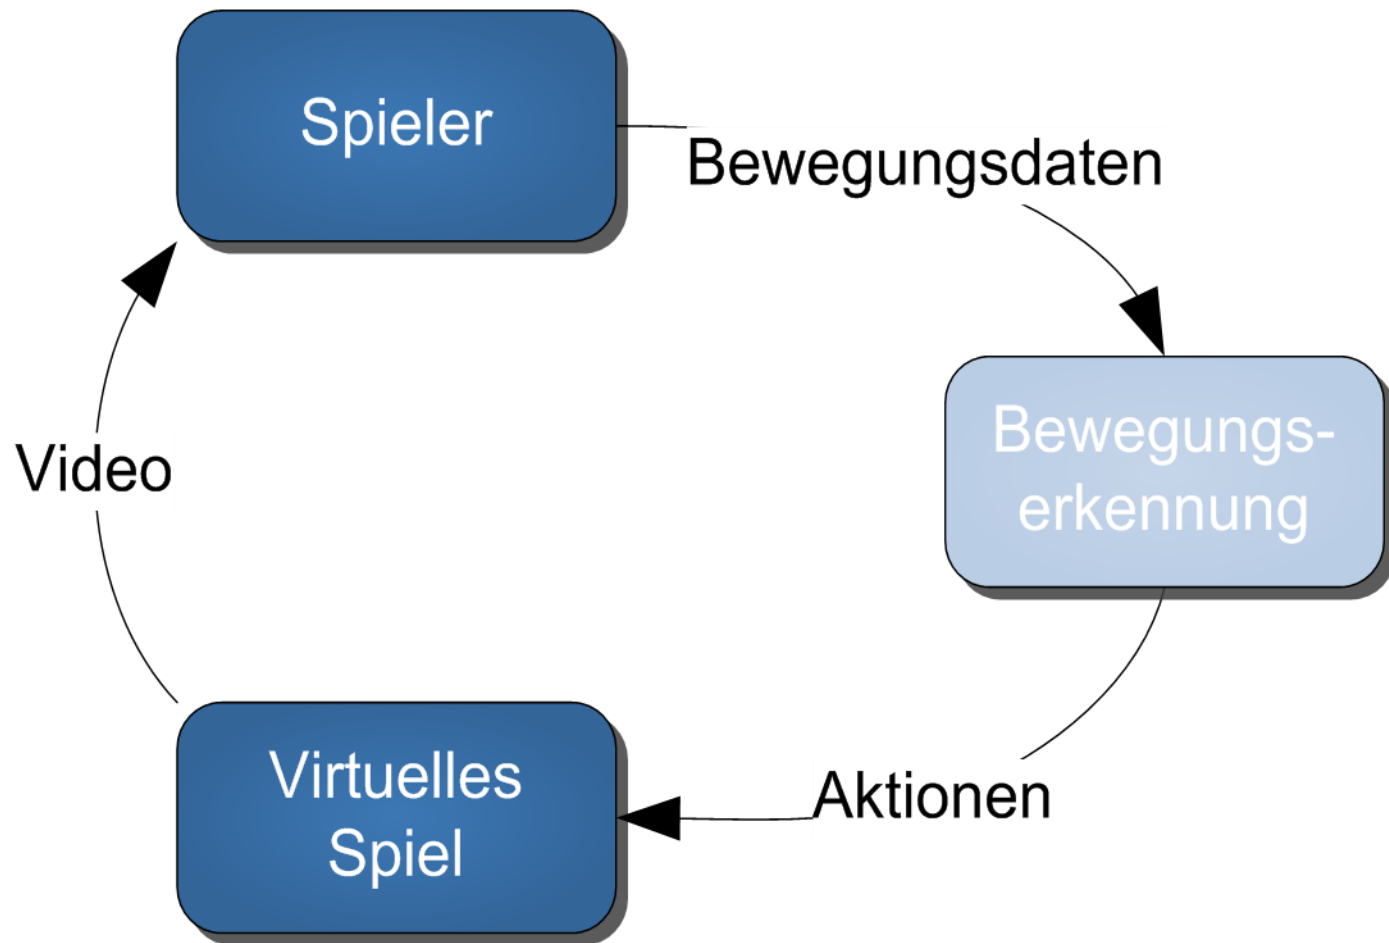 Spieler
Bewegungsdaten
Bewegungs-
erkennung
Video
Virtuelles
Spiel
Aktionen